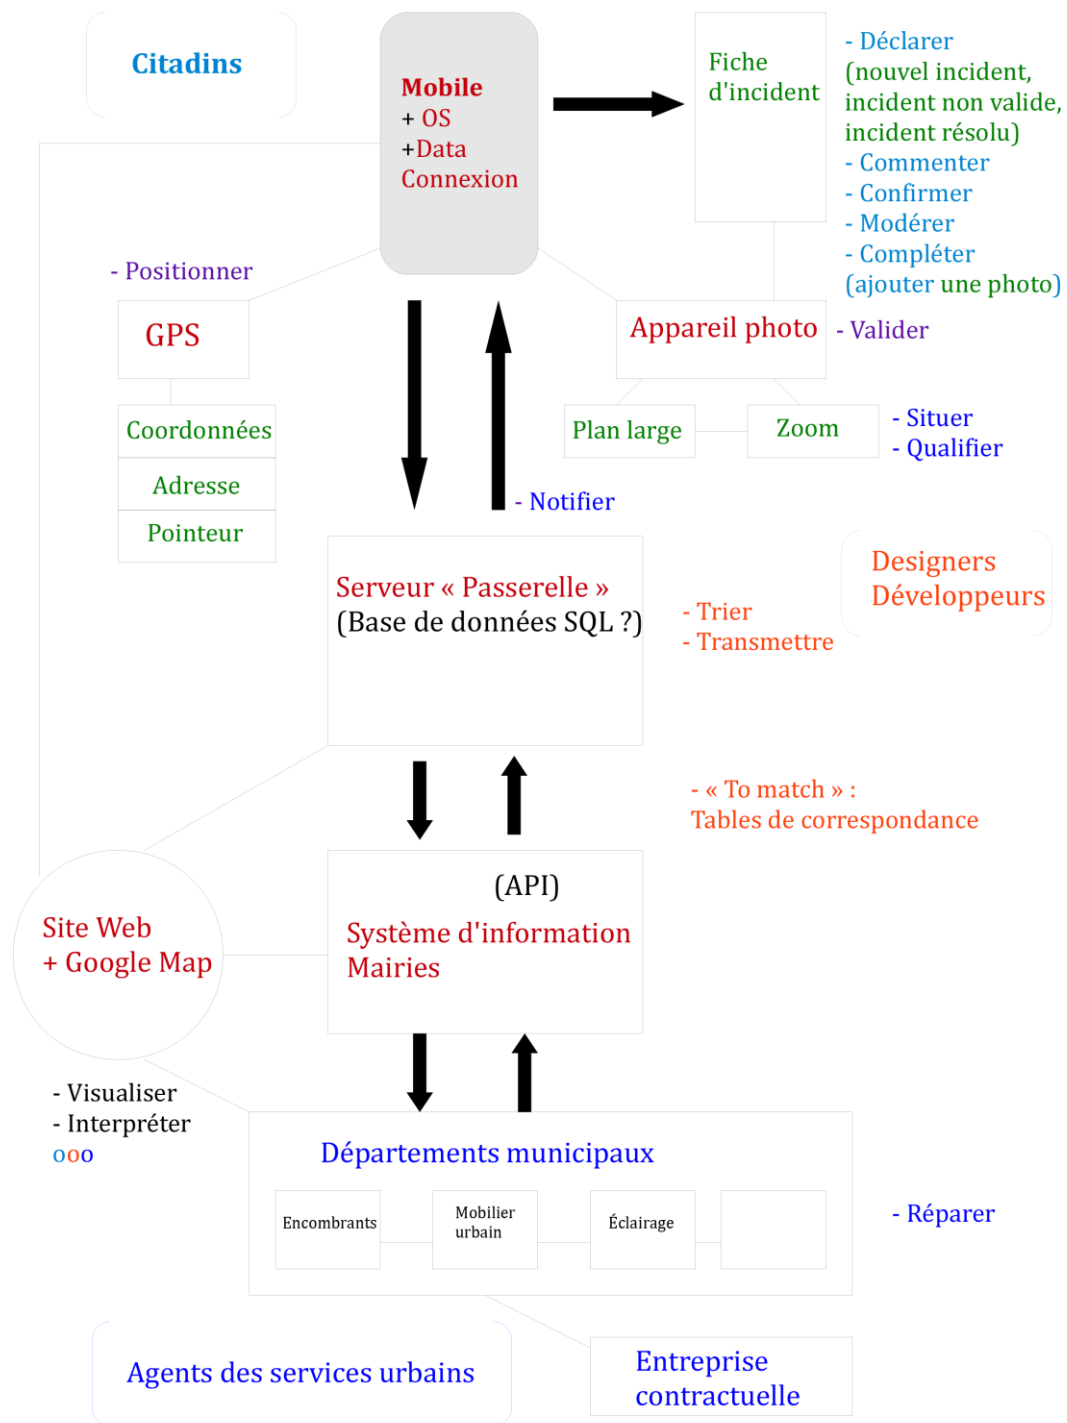 Citadins
Mobile
+ OS
+Data
Connexion
Fiche
d'incident
- Déclarer
(nouvel incident,
incident non valide,
incident résolu)
- Commenter
- Confirmer
- Modérer
- Compléter
(ajouter une photo)
- Positionner
GPS
Coordonnées
Adresse
Pointeur
Appareil photo
- Valider
Plan large
Zoom
- Situer
- Qualifier
- Notifier
Designers
Développeurs
Serveur « Passerelle »
(Base de données SQL ?)
- Trier
- Transmettre
- « To match » :
Tables de correspondance
(API)
Système d'information
Mairies
Site Web
+ Google Map
- Visualiser
- Interpréter
ooo
Départements municipaux
Encombrants
Mobilier
urbain
Éclairage
- Réparer
Agents des services urbains
Entreprise
contractuelle